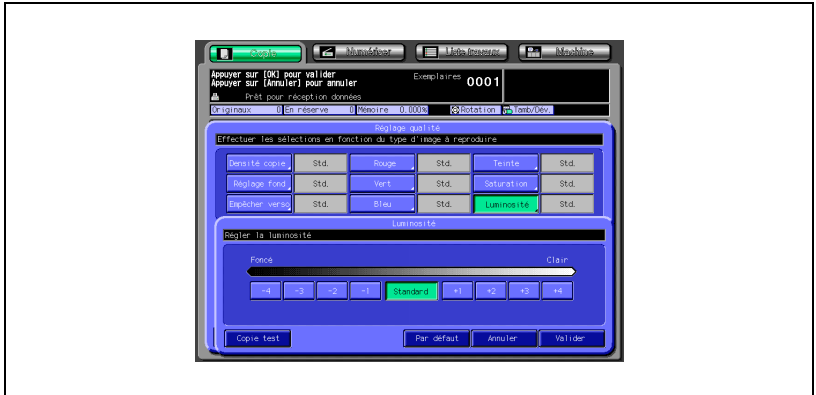 Copie Numériser Liste travaux Machine
Appuyer sur [OK] pour valider
Appuyer sur [Annuler] pour annuler
Exemplaires 0001
Prêt pour réception données
Originaux 0 En réserve 0 Mémoire 0.000% Rotation Tamb/Dév.
Réglage qualité
Effectuer les sélections en fonction du type d'image à reproduire
Densité copie Std. Rouge Std. Teinte Std.
Réglage fond Std. Vert Std. Saturation Std.
Empêcher verso Std. Bleu Std. Luminosité Std.
Luminosité
Régler la luminosité
Foncé Clair
-4 -3 -2 -1 Standard +1 +2 +3 +4
Copie test Par défaut Annuler Valider